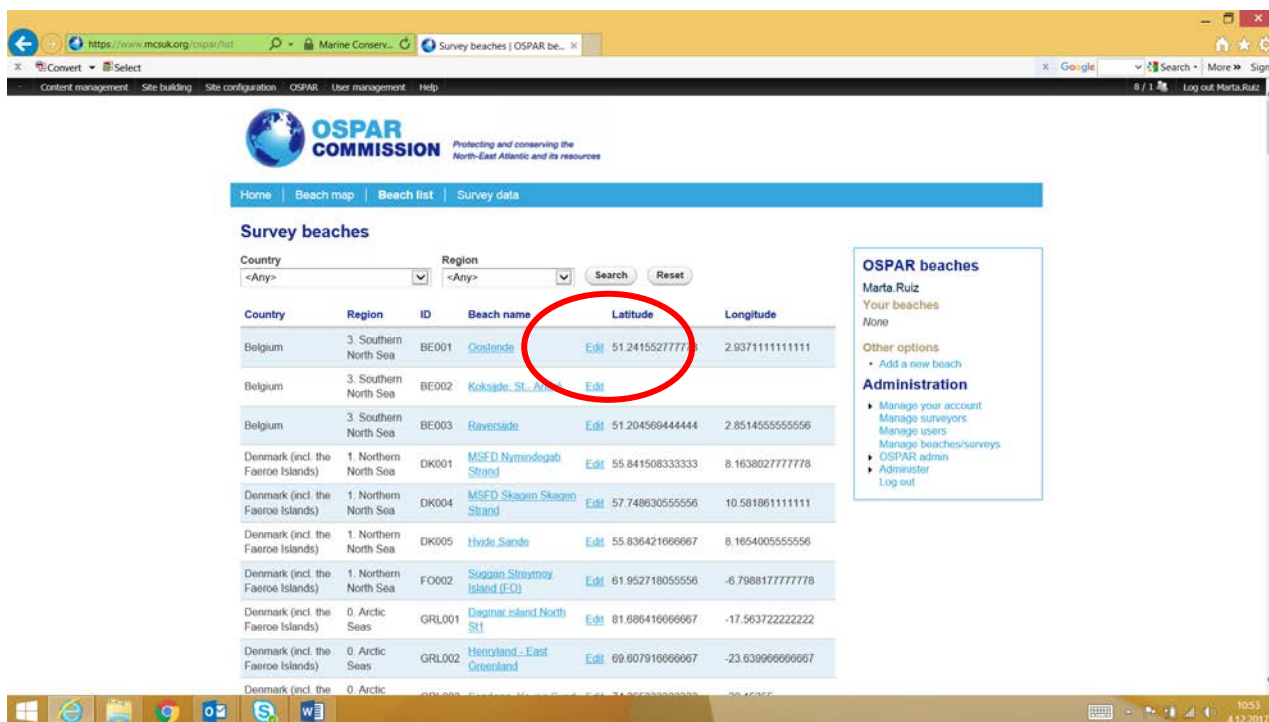 https://www.mcsuk.org/ospar/list
Marine Conserv...
Survey beaches | OSPAR be...
x Convert Select
x Google Search More » Sign
Content management Site building Site configuration OSPAR User management Help
8 / 1 Log out Marta.Ruiz
OSPAR
COMMISSION
Protecting and conserving the
North-East Atlantic and its resources
Home | Beach map | Beach list | Survey data
Survey beaches
Country Region
<Any> <Any> Search Reset
Country Region ID Beach name Latitude Longitude
Belgium 3. Southern North Sea BE001 Oostende Edit 51.2415527777 2.9371111111111
Belgium 3. Southern North Sea BE002 Koksijde: St.- Edit
Belgium 3. Southern North Sea BE003 Raversijde Edit 51.204569444444 2.8514555555556
Denmark (incl. the Faeroe Islands) 1. Northern North Sea DK001 MSFD Nymindegab Strand Edit 55.841508333333 8.1638027777778
Denmark (incl. the Faeroe Islands) 1. Northern North Sea DK004 MSFD Skagen Skagen Strand Edit 57.748630555556 10.581861111111
Denmark (incl. the Faeroe Islands) 1. Northern North Sea DK005 Hvide Sande Edit 55.836421666667 8.1654005555556
Denmark (incl. the Faeroe Islands) 1. Northern North Sea FO002 Suggan Streymoy Island (FO) Edit 61.952718055556 -6.7988177777778
Denmark (incl. the Faeroe Islands) 0. Arctic Seas GRL001 Dagmar island North St1 Edit 81.686416666667 -17.563722222222
Denmark (incl. the Faeroe Islands) 0. Arctic Seas GRL002 Henryland - East Greenland Edit 69.607916666667 -23.639966666667
Denmark (incl. the 0. Arctic
OSPAR beaches
Marta.Ruiz
Your beaches
None
Other options
• Add a new beach
Administration
Manage your account
Manage surveyors
Manage users
Manage beaches/surveys
OSPAR admin
Administer
Log out
10:53
4.12.2017